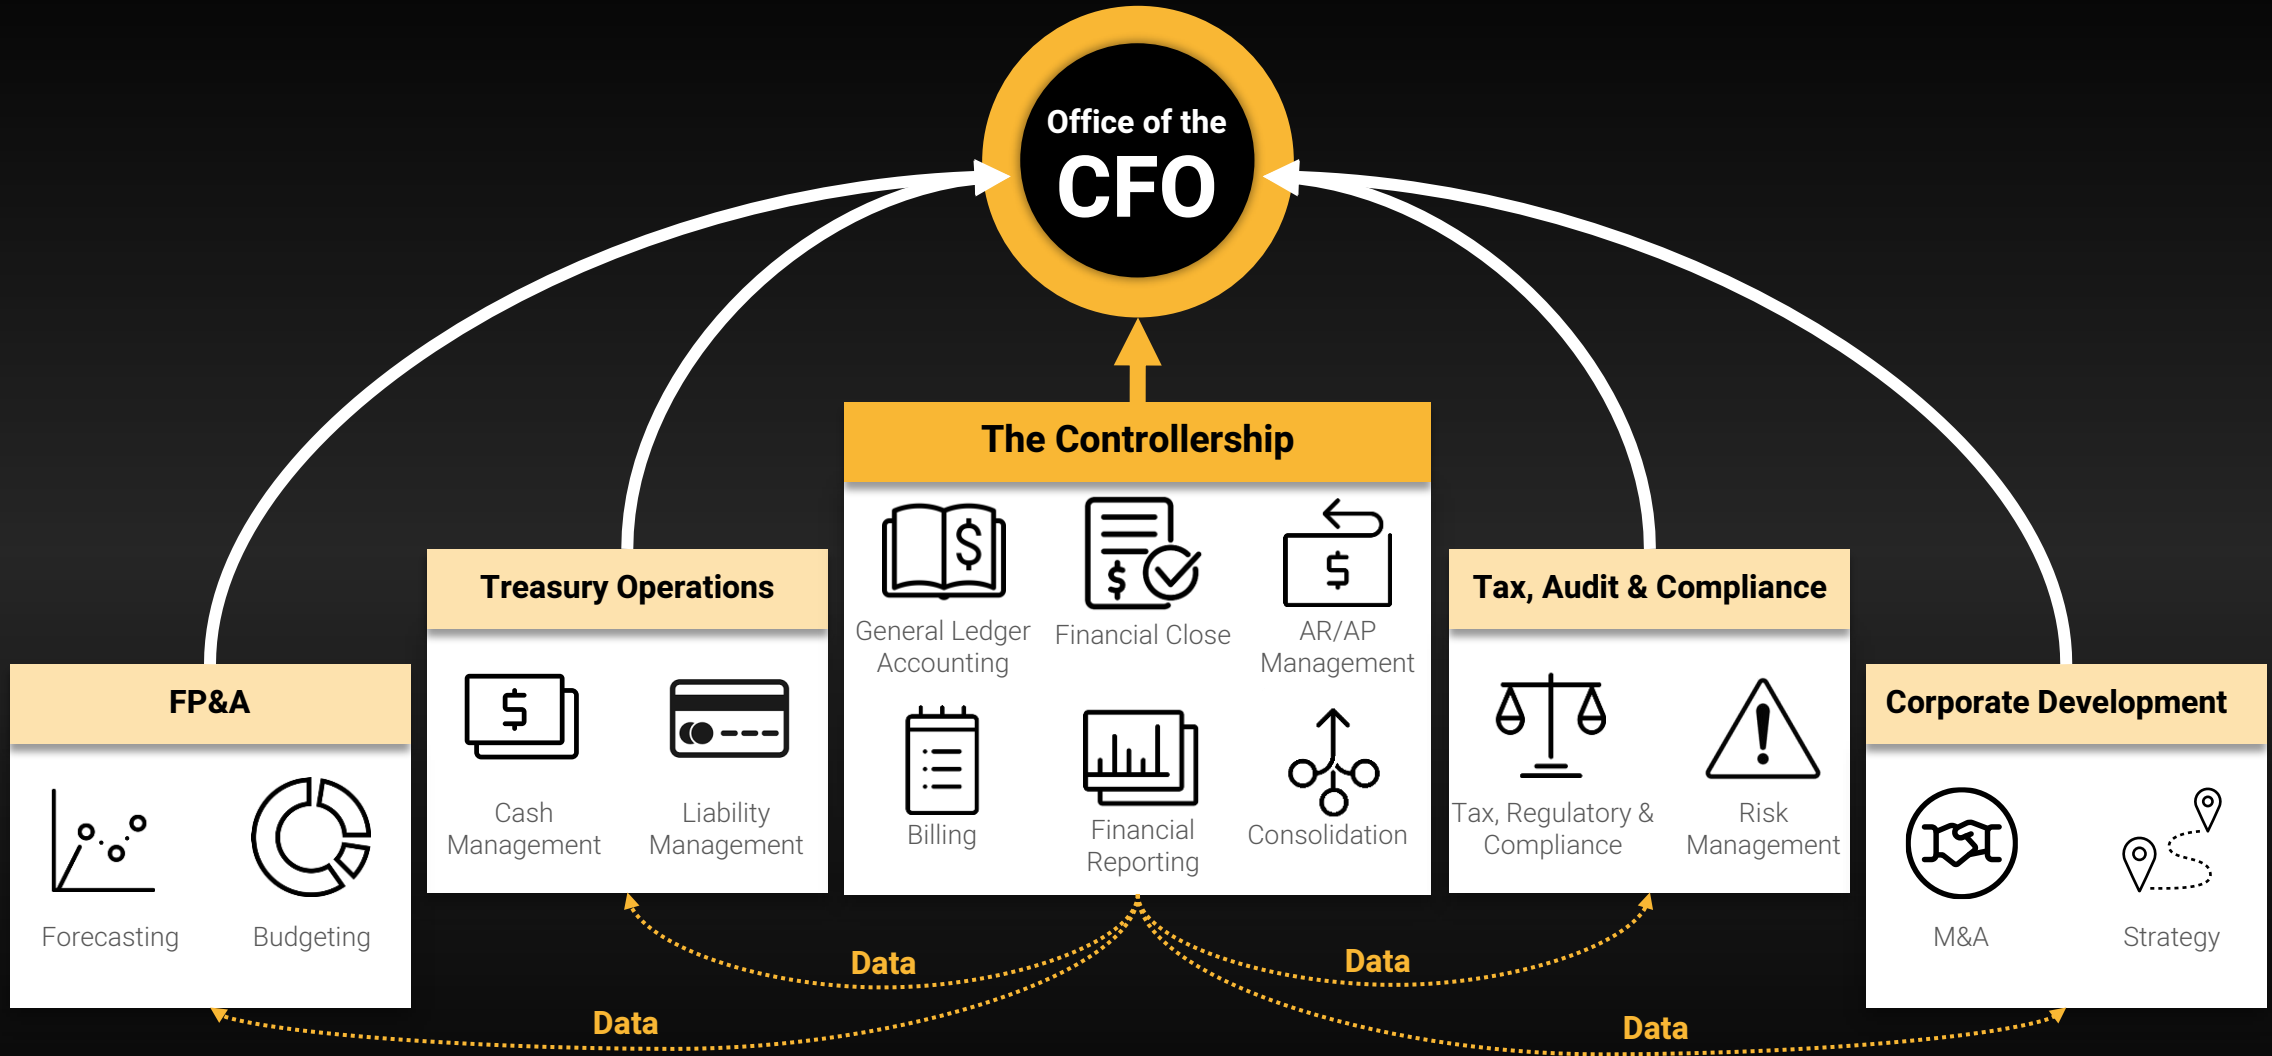 Office of the
CFO
The Controllership
General Ledger
Accounting
Financial Close
AR/AP
Management
Billing
Financial
Reporting
Consolidation
Treasury Operations
Cash
Management
Liability
Management
Tax, Audit & Compliance
Tax, Regulatory &
Compliance
Risk
Management
FP&A
Forecasting
Budgeting
Corporate Development
M&A
Strategy
Data
Data
Data
Data